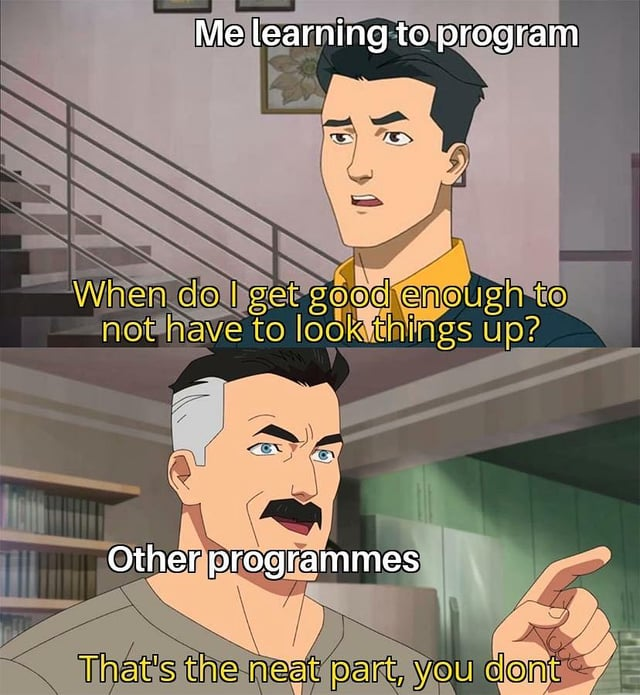 Me learning to program
When do I get good enough to
not have to look things up?
Other programmes
That's the neat part, you dont